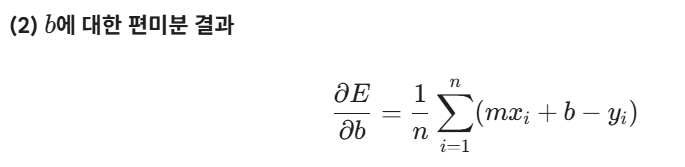 (2) b에 대한 편미분 결과
∂E/∂b = 1/n ∑_{i=1}^{n} (mx_i + b − y_i)